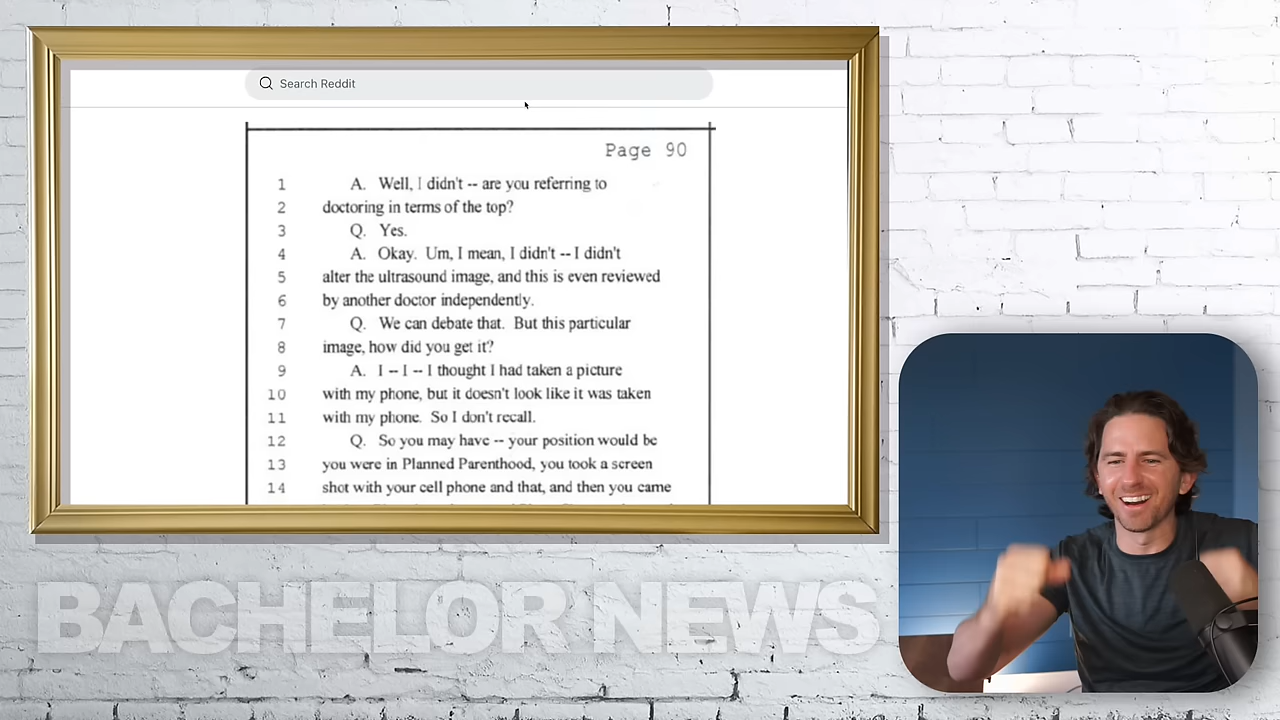 Search Reddit
Page 90
1 A. Well, I didn't -- are you referring to
2 doctoring in terms of the top?
3 Q. Yes.
4 A. Okay. Um, I mean, I didn't -- I didn't
5 alter the ultrasound image, and this is even reviewed
6 by another doctor independently.
7 Q. We can debate that. But this particular
8 image, how did you get it?
9 A. I -- I -- I thought I had taken a picture
10 with my phone, but it doesn't look like it was taken
11 with my phone. So I don't recall.
12 Q. So you may have -- your position would be
13 you were in Planned Parenthood, you took a screen
14 shot with your cell phone and that, and then you came
BACHELOR NEWS